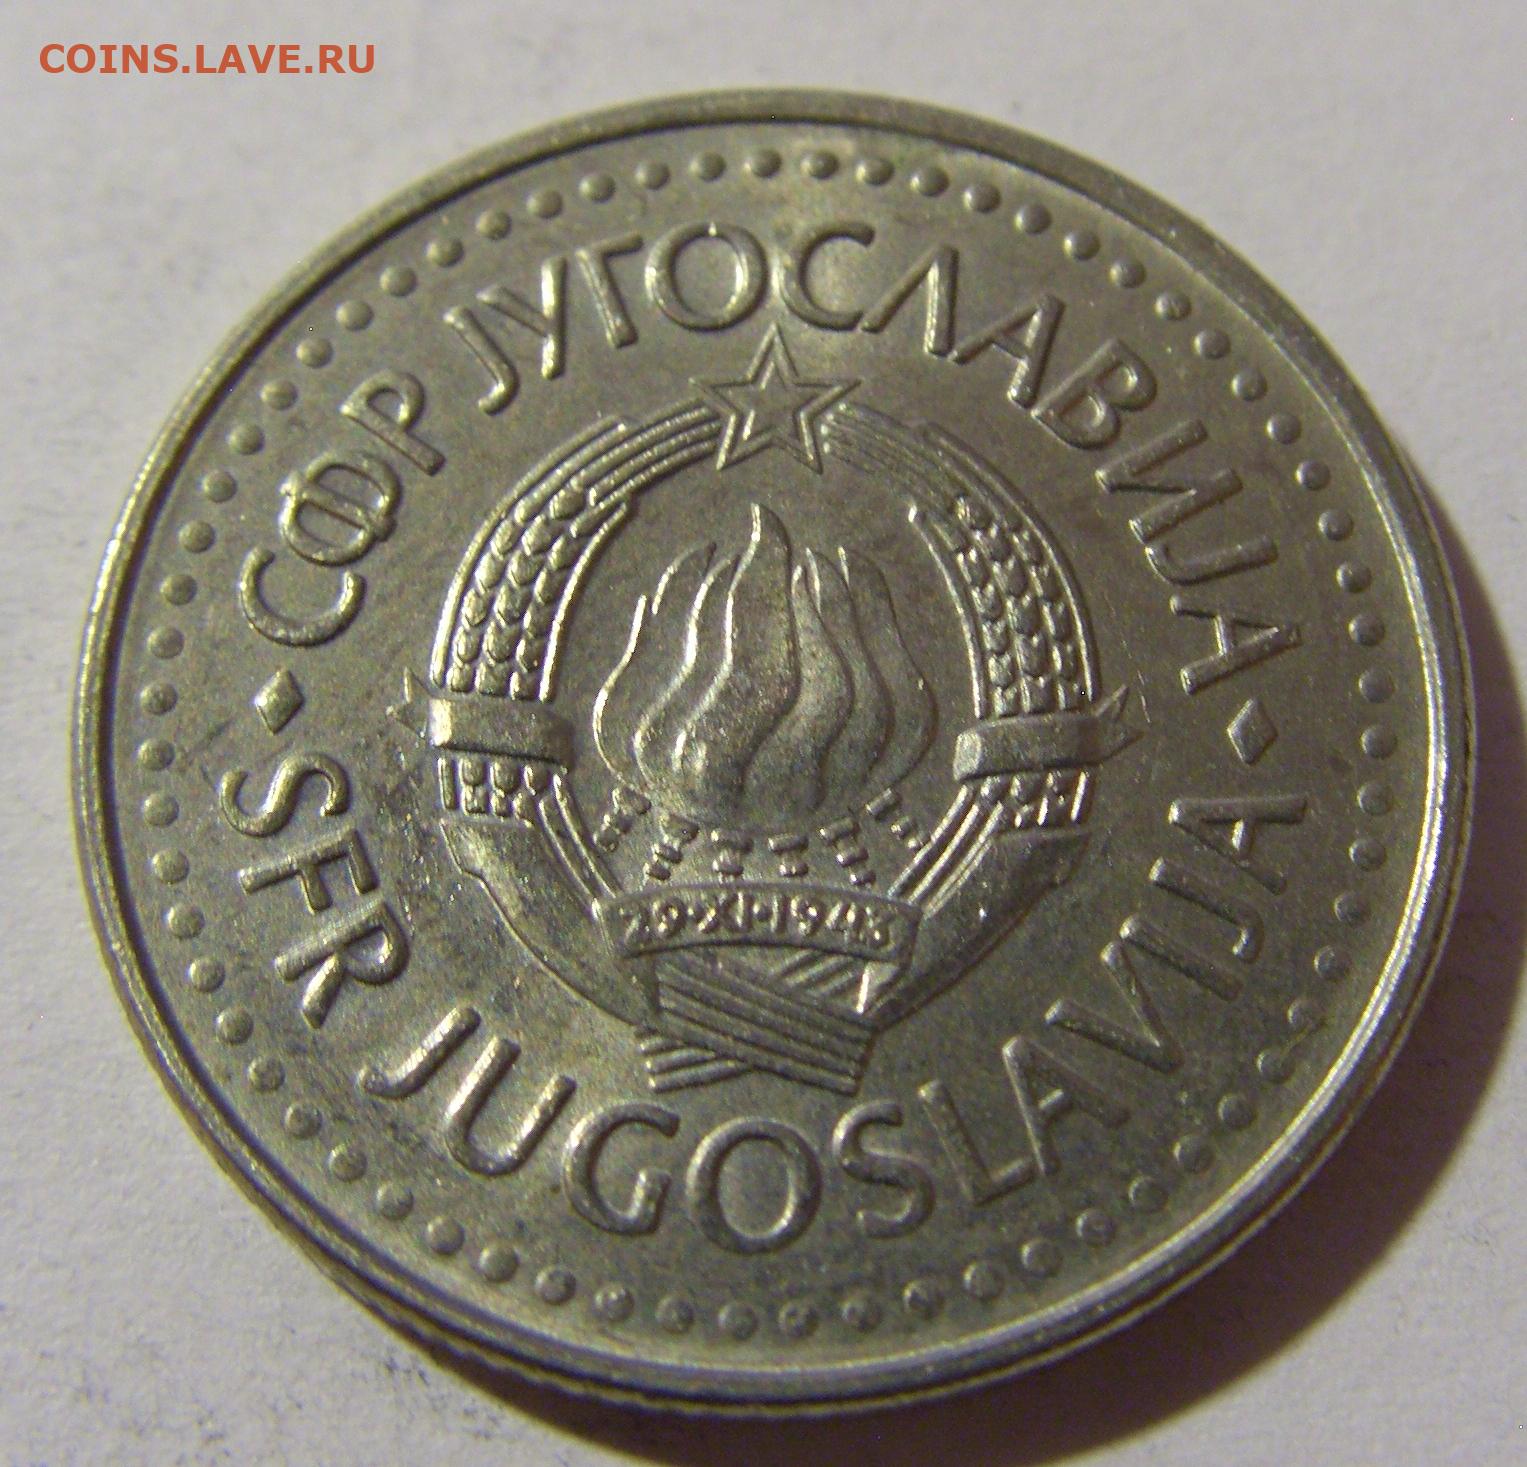 COINS.LAVE.RU
СФР ЈУГОСЛАВИЈА
SFR JUGOSLAVIJA
29·XI·1943